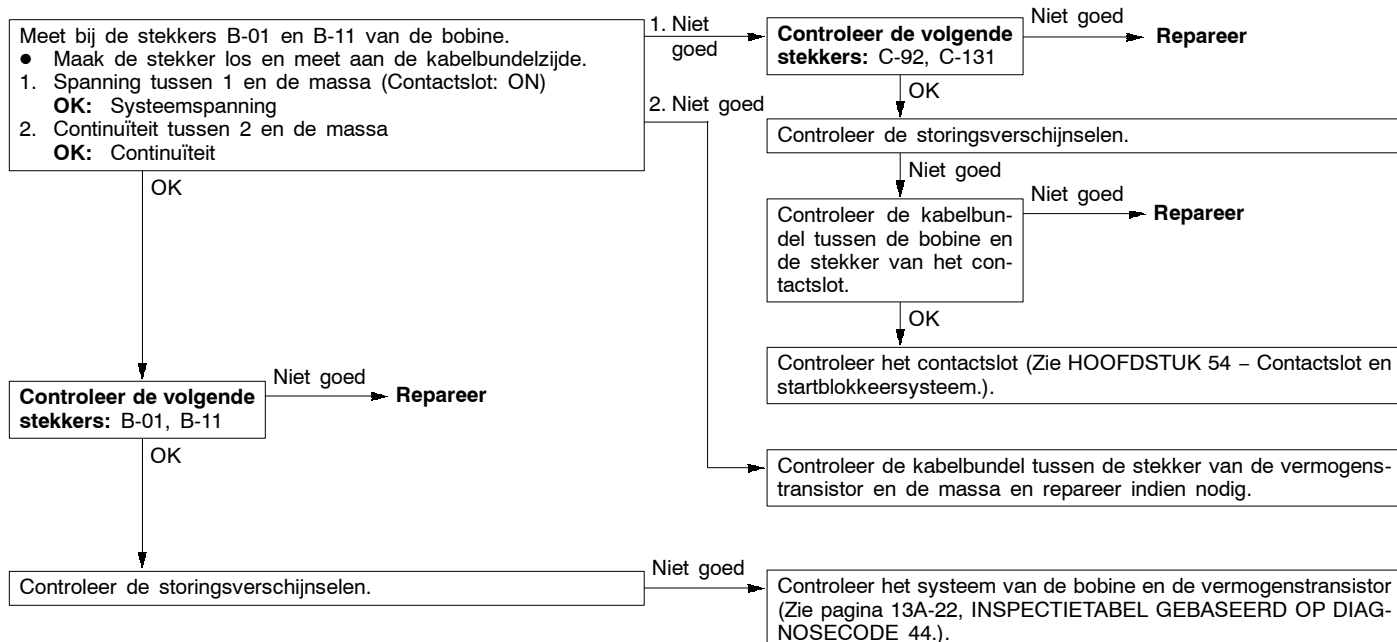 Meet bij de stekkers B-01 en B-11 van de bobine.
● Maak de stekker los en meet aan de kabelbundelzijde.
1. Spanning tussen 1 en de massa (Contactslot: ON)
OK: Systeemspanning
2. Continuïteit tussen 2 en de massa
OK: Continuïteit
1. Niet
goed
Controleer de volgende
stekkers: C-92, C-131
Niet goed
Repareer
OK
2. Niet goed
Controleer de storingsverschijnselen.
Niet goed
Controleer de kabelbun-
del tussen de bobine en
de stekker van het con-
tactslot.
Niet goed
Repareer
OK
Controleer het contactslot (Zie HOOFDSTUK 54 – Contactslot en
startblokkeersysteem.).
OK
Controleer de volgende
stekkers: B-01, B-11
Niet goed
Repareer
OK
Controleer de kabelbundel tussen de stekker van de vermogens-
transistor en de massa en repareer indien nodig.
Controleer de storingsverschijnselen.
Niet goed
Controleer het systeem van de bobine en de vermogenstransistor
(Zie pagina 13A-22, INSPECTIETABEL GEBASEERD OP DIAG-
NOSECODE 44.).